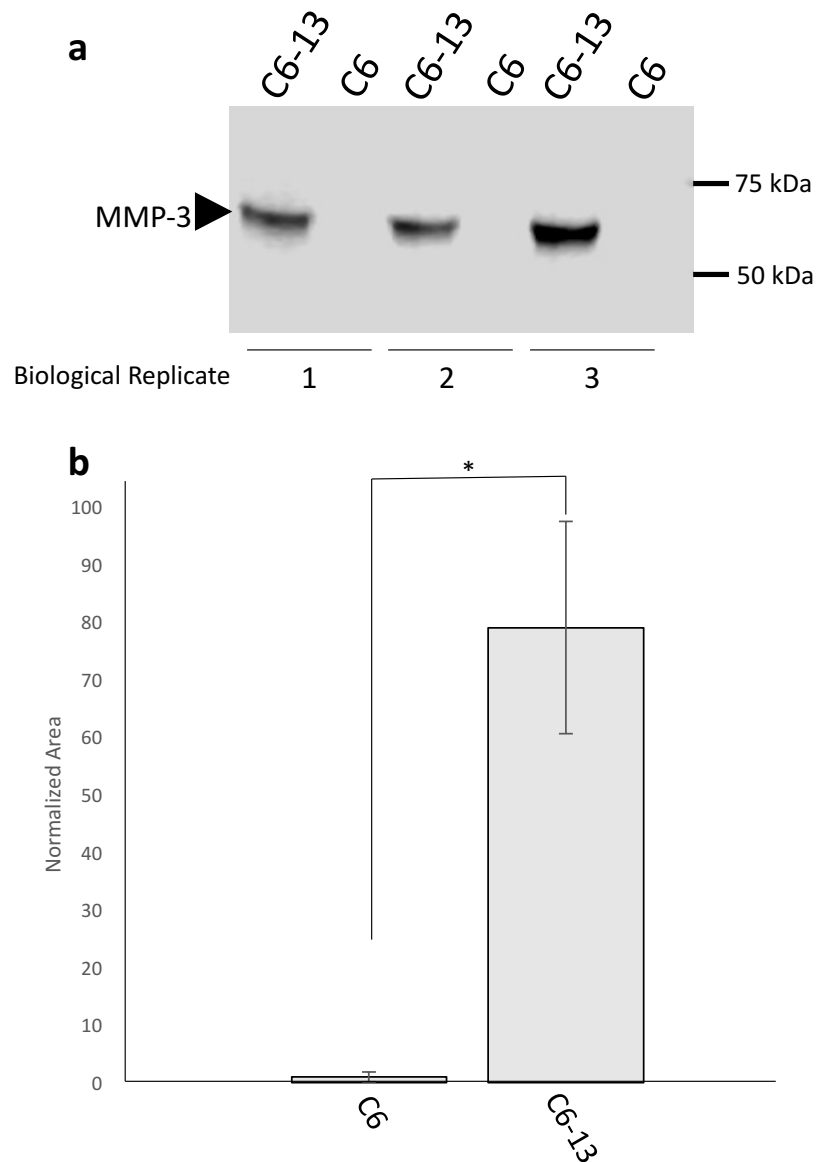 a
C6-13 C6 C6-13 C6 C6-13 C6
75 kDa
MMP-3
50 kDa
Biological Replicate 1 2 3
b
*
100
90
80
70
60
50
40
30
20
10
0
Normalized Area
C6 C6-13